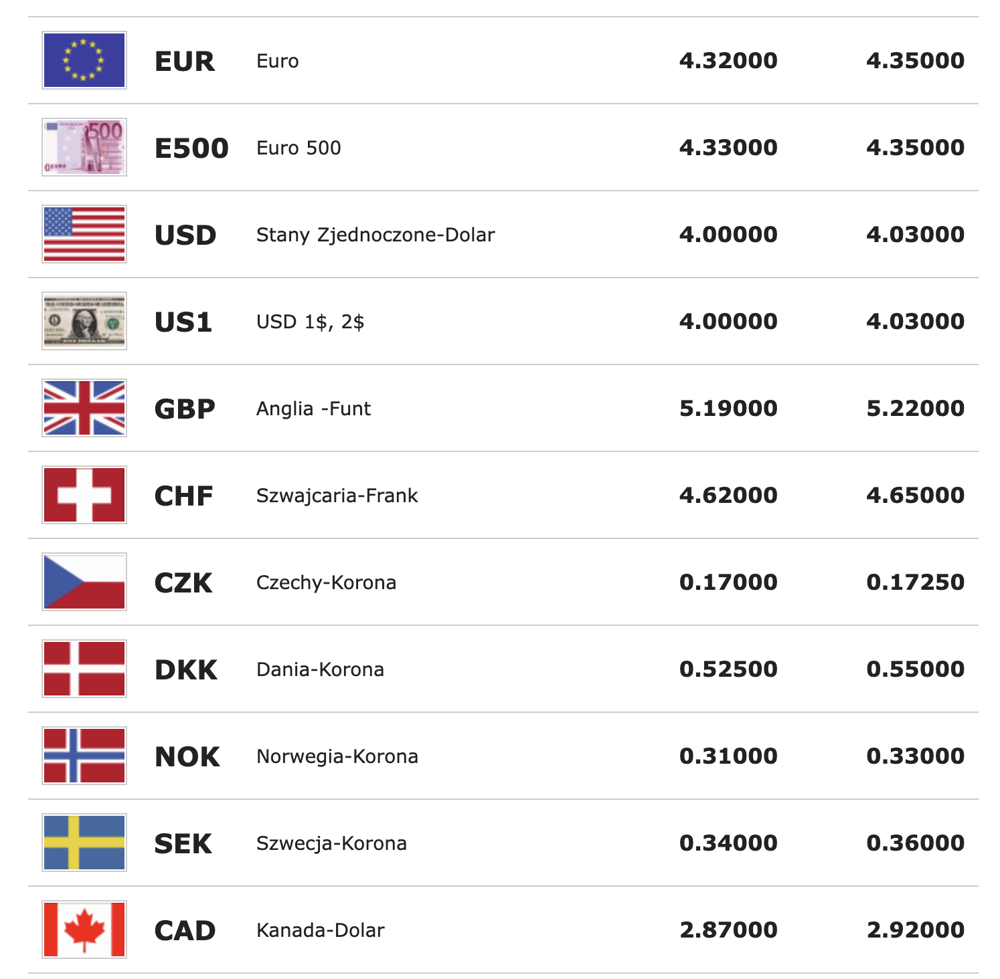 EUR Euro 4.32000 4.35000
500
E500 Euro 500 4.33000 4.35000
USD Stany Zjednoczone-Dolar 4.00000 4.03000
US1 USD 1$, 2$ 4.00000 4.03000
GBP Anglia -Funt 5.19000 5.22000
CHF Szwajcaria-Frank 4.62000 4.65000
CZK Czechy-Korona 0.17000 0.17250
DKK Dania-Korona 0.52500 0.55000
NOK Norwegia-Korona 0.31000 0.33000
SEK Szwecja-Korona 0.34000 0.36000
CAD Kanada-Dolar 2.87000 2.92000